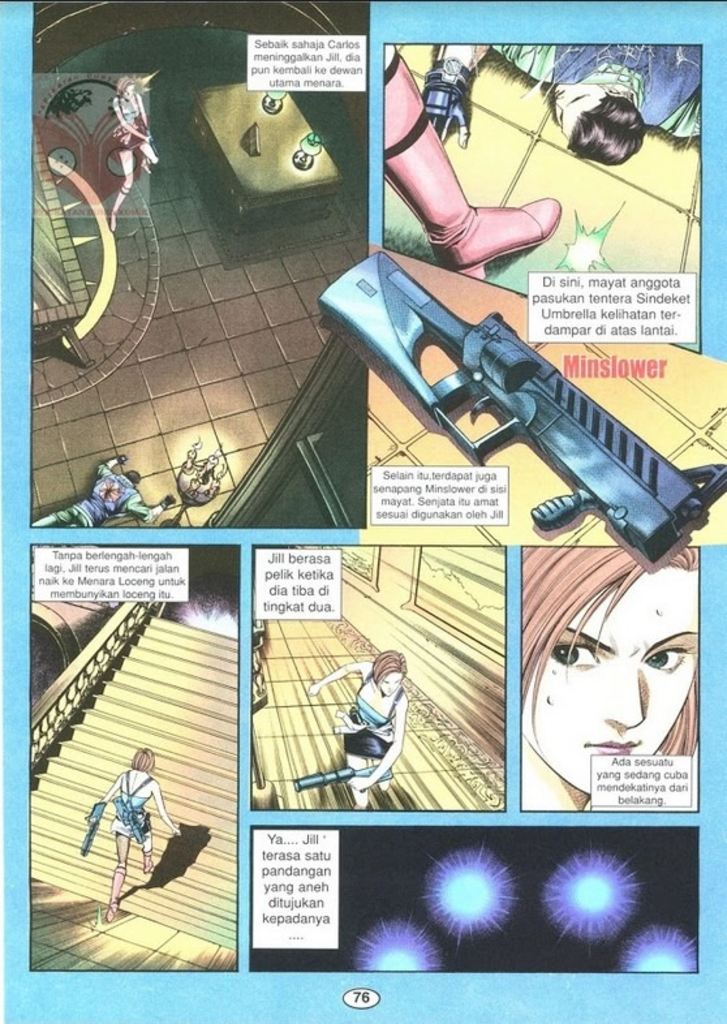 Sebaik sahaja Carlos
meninggalkan Jill, dia
pun kembali ke dewan
utama menara.
Di sini, mayat anggota
pasukan tentera Sindeket
Umbrella kelihatan ter-
dampar di atas lantai.
Minslower
Selain itu,terdapat juga
senapang Minslower di sisi
mayat. Senjata itu amat
sesuai digunakan oleh Jill
Tanpa berlengah-lengah
lagi, Jill terus mencari jalan
naik ke Menara Loceng untuk
membunyikan loceng itu.
Jill berasa
pelik ketika
dia tiba di
tingkat dua.
Ada sesuatu
yang sedang cuba
mendekatinya dari
belakang.
Ya.... Jill '
terasa satu
pandangan
yang aneh
ditujukan
kepadanya
....
76